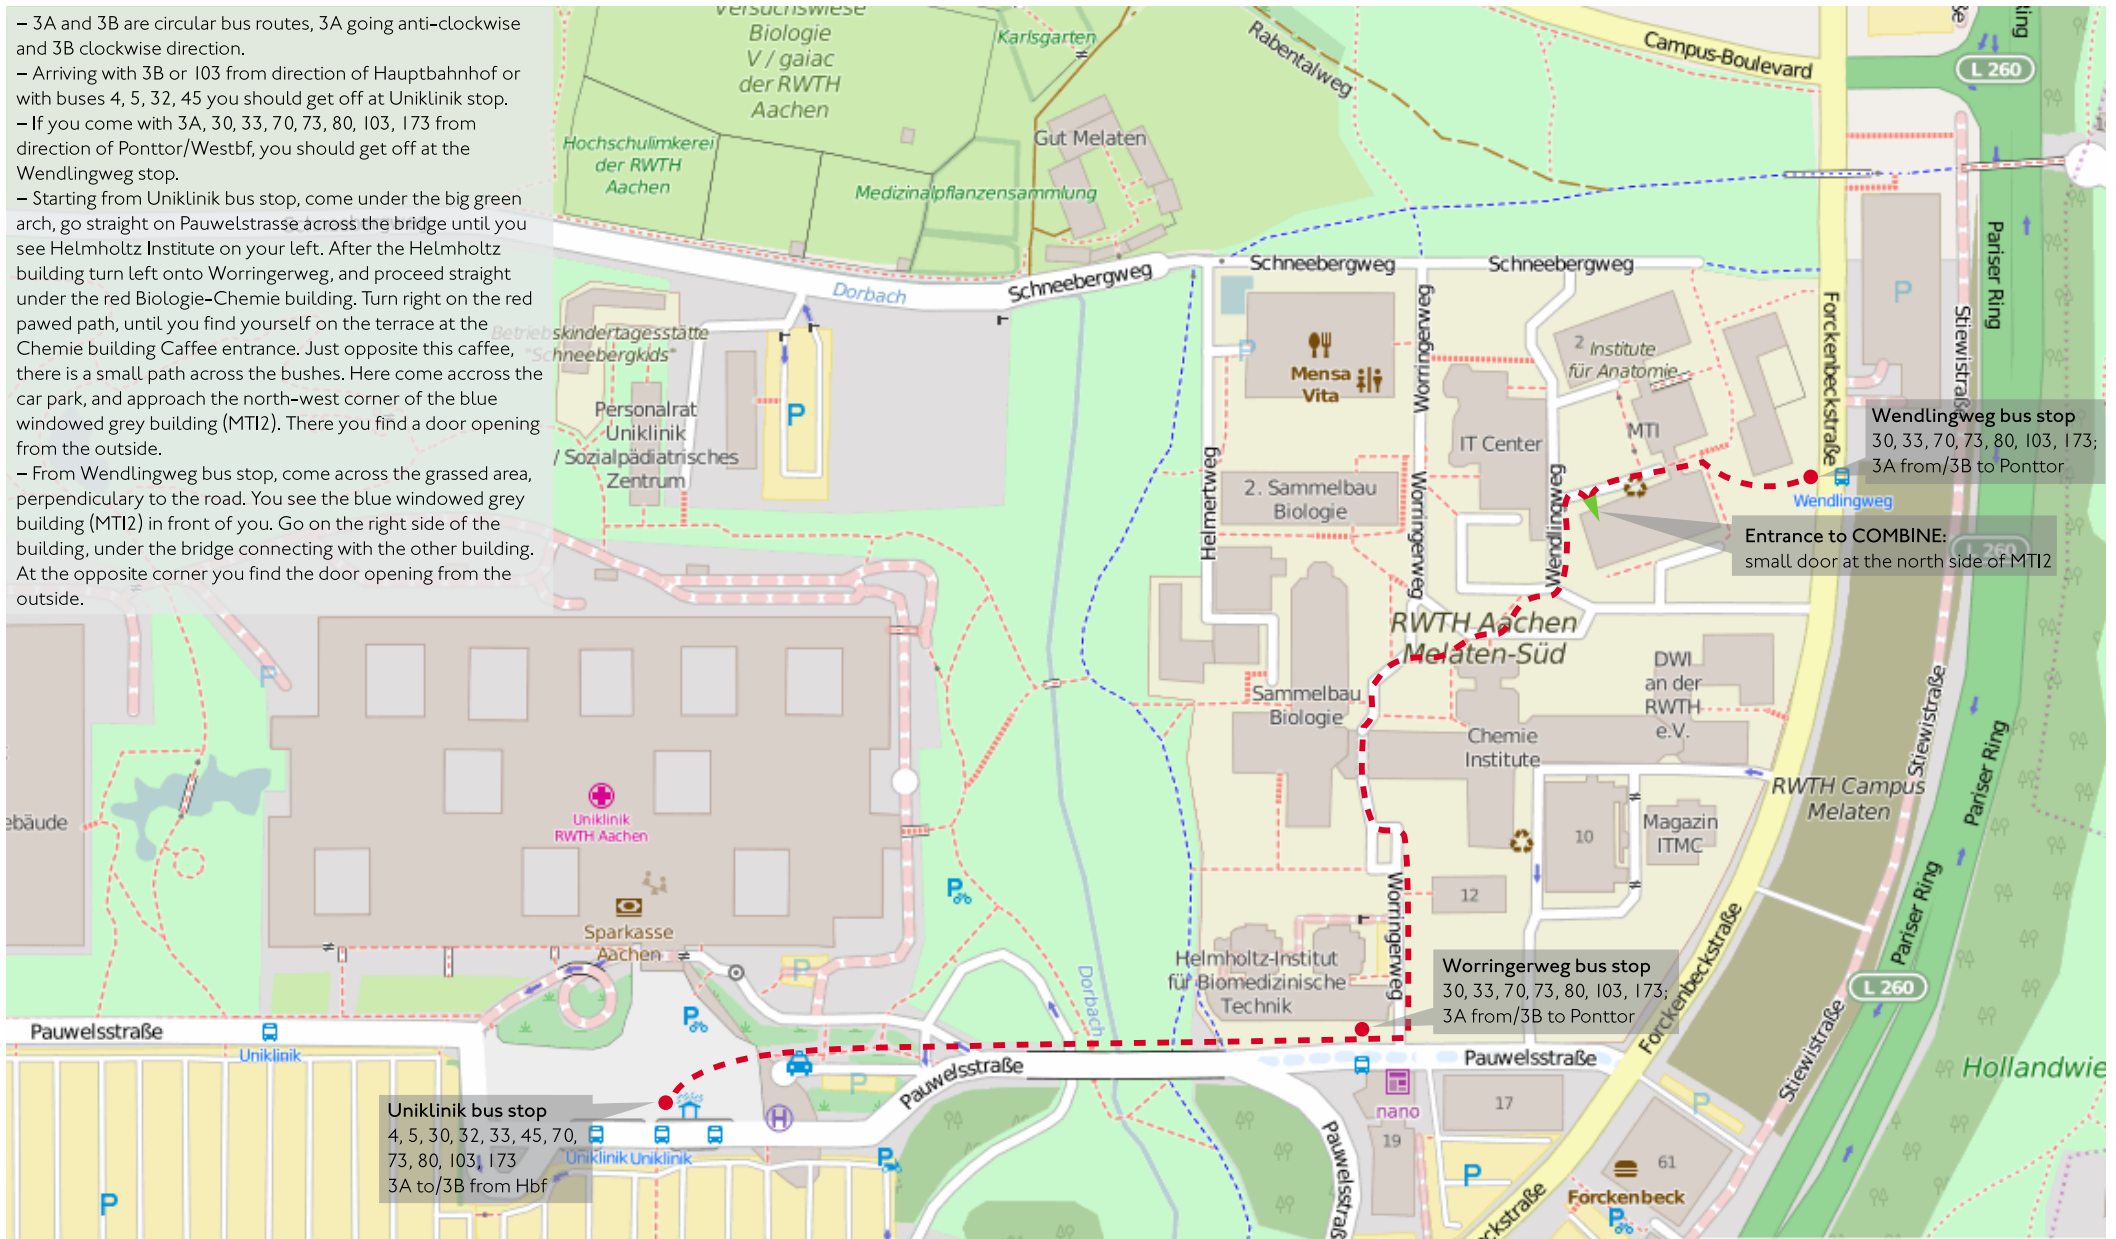 – 3A and 3B are circular bus routes, 3A going anti-clockwise
and 3B clockwise direction.
– Arriving with 3B or 103 from direction of Hauptbahnhof or
with buses 4, 5, 32, 45 you should get off at Uniklinik stop.
– If you come with 3A, 30, 33, 70, 73, 80, 103, 173 from
direction of Ponttor/Westbf, you should get off at the
Wendlingweg stop.
– Starting from Uniklinik bus stop, come under the big green
arch, go straight on Pauwelstrasse across the bridge until you
see Helmholtz Institute on your left. After the Helmholtz
building turn left onto Worringerweg, and proceed straight
under the red Biologie-Chemie building. Turn right on the red
pawed path, until you find yourself on the terrace at the
Chemie building Caffee entrance. Just opposite this caffee,
there is a small path across the bushes. Here come accross the
car park, and approach the north-west corner of the blue
windowed grey building (MTI2). There you find a door opening
from the outside.
– From Wendlingweg bus stop, come across the grassed area,
perpendiculary to the road. You see the blue windowed grey
building (MTI2) in front of you. Go on the right side of the
building, under the bridge connecting with the other building.
At the opposite corner you find the door opening from the
outside.
Versuchswiese
Biologie
V / gaiac
der RWTH
Aachen
Karlsgarten
Rabentalweg
Campus-Boulevard
L 260
Ring
Hochschulimkerei
der RWTH
Aachen
Gut Melaten
Medizinalpflanzensammlung
Dorbach
Schneebergweg
Schneebergweg
Schneebergweg
Betriebskindertagesstätte
"Schneebergkids"
Personalrat
Uniklinik
/ Sozialpädiatrisches
Zentrum
P
P
Mensa
Vita
Worringerweg
2 Institute
für Anatomie
MTI
IT Center
Forckenbeckstraße
P
Stiewistraße
Pariser Ring
Wendlingweg bus stop
30, 33, 70, 73, 80, 103, 173;
3A from/3B to Ponttor
Wendlingweg
Entrance to COMBINE:
small door at the north side of MTI2
L 260
Helmertweg
2. Sammelbau
Biologie
Worringerweg
Wendlingweg
RWTH Aachen
Melaten-Süd
Sammelbau
Biologie
DWI
an der
RWTH
e.V.
Chemie
Institute
RWTH Campus
Melaten
Stiewistraße
Pariser Ring
10
Magazin
ITMC
12
P
ebäude
Uniklinik
RWTH Aachen
Sparkasse
Aachen
P
P
P
Dorbach
Helmholtz-Institut
für Biomedizinische
Technik
Worringerweg
Worringerweg bus stop
30, 33, 70, 73, 80, 103, 173;
3A from/3B to Ponttor
Forckenbeckstraße
L 260
Pariser Ring
Stiewistraße
Hollandwie
Pauwelsstraße
Uniklinik
Pauwelsstraße
Pauwelsstraße
P
H
Uniklinik bus stop
4, 5, 30, 32, 33, 45, 70,
73, 80, 103, 173
3A to/3B from Hbf
Uniklinik Uniklinik
P
P
nano
19
17
Pauwelsstraß
P
P
61
Forckenbeck
P
ckstraße